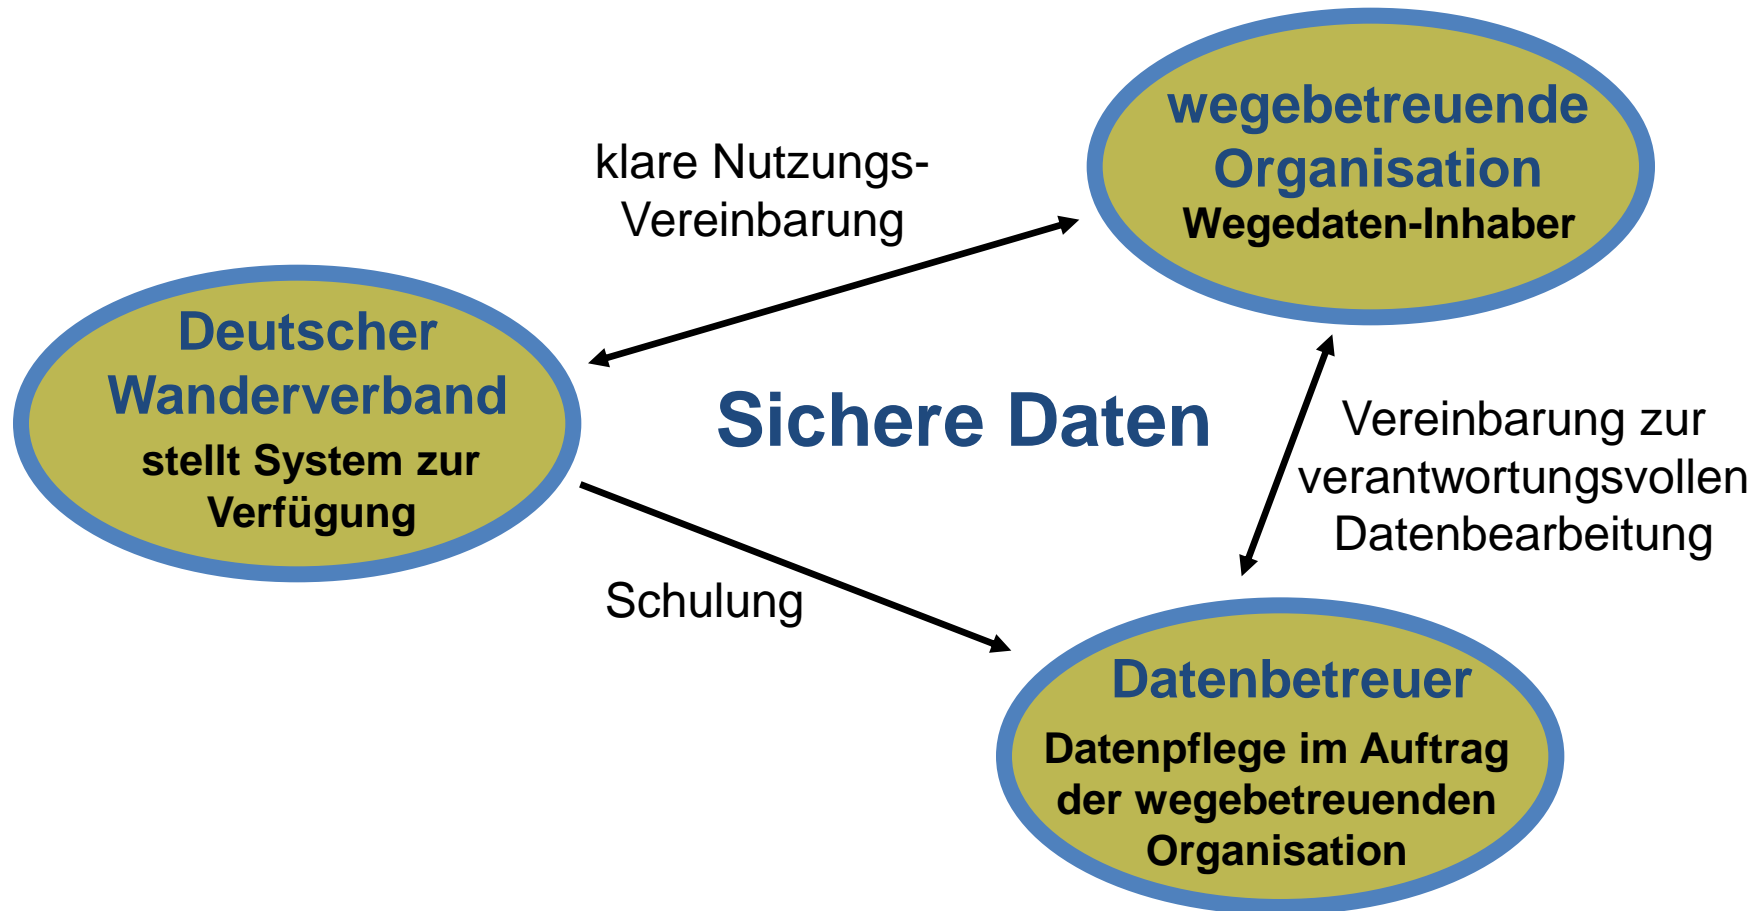 wegebetreuende
Organisation
Wegedaten-Inhaber
klare Nutzungs-
Vereinbarung
Deutscher
Wanderverband
stellt System zur
Verfügung
Sichere Daten
Vereinbarung zur
verantwortungsvollen
Datenbearbeitung
Schulung
Datenbetreuer
Datenpflege im Auftrag
der wegebetreuenden
Organisation